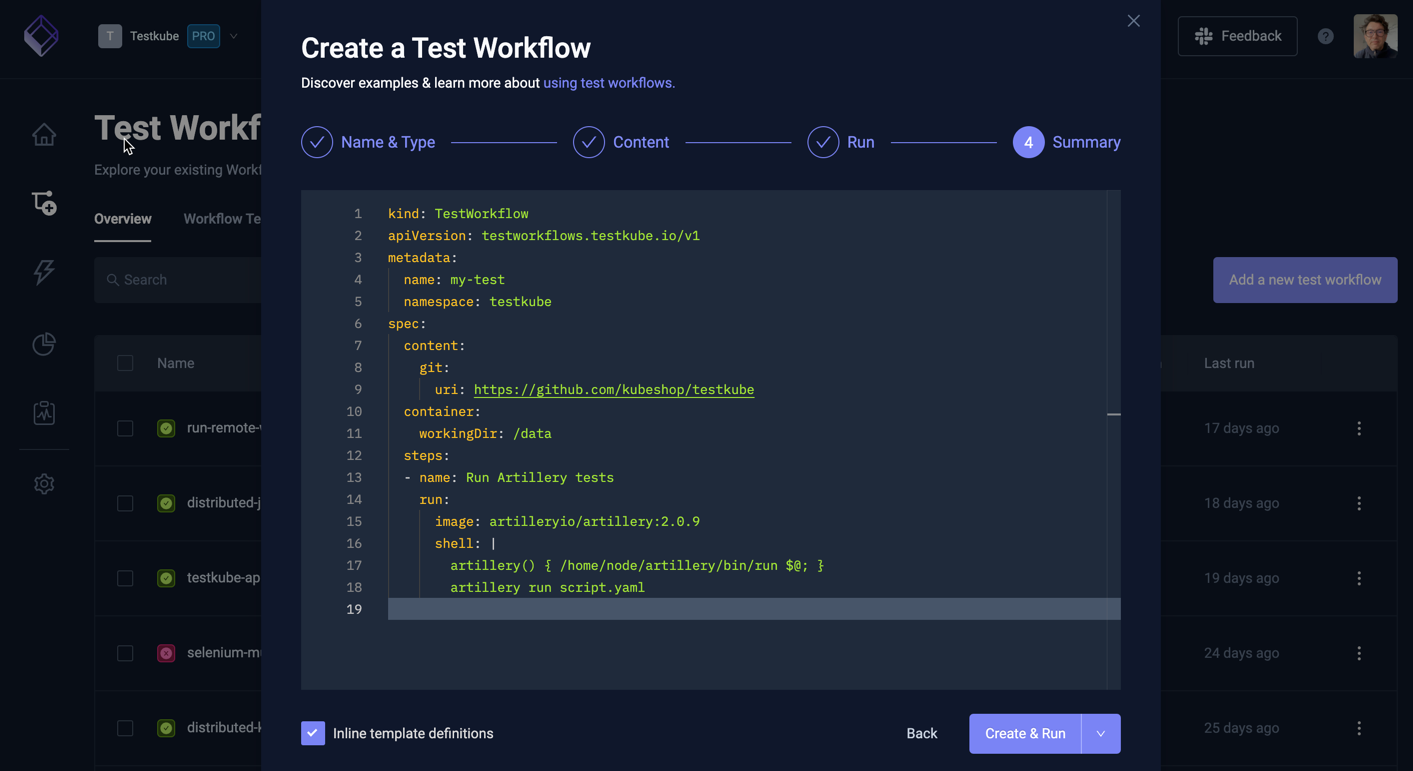 T Testkube PRO
Feedback
?
Create a Test Workflow
Discover examples & learn more about using test workflows.
Name & Type
Content
Run
4 Summary
Test Workf
Explore your existing Workf
Overview
Workflow Te
Search
Add a new test workflow
Name
Last run
run-remote-
17 days ago
distributed-j
18 days ago
testkube-ap
19 days ago
selenium-m
24 days ago
distributed-k
25 days ago
1 kind: TestWorkflow
2 apiVersion: testworkflows.testkube.io/v1
3 metadata:
4 name: my-test
5 namespace: testkube
6 spec:
7 content:
8 git:
9 uri: https://github.com/kubeshop/testkube
10 container:
11 workingDir: /data
12 steps:
13 - name: Run Artillery tests
14 run:
15 image: artilleryio/artillery:2.0.9
16 shell: |
17 artillery() { /home/node/artillery/bin/run $@; }
18 artillery run script.yaml
19
Inline template definitions
Back
Create & Run